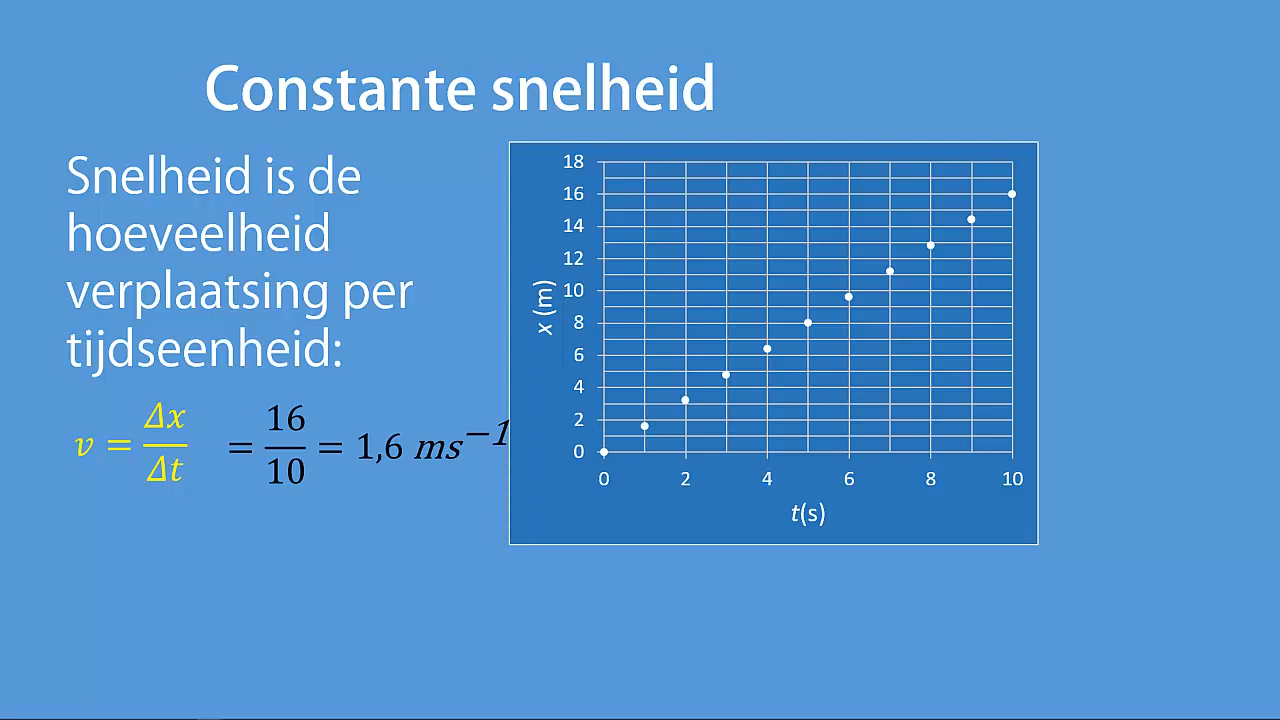 Constante snelheid
Snelheid is de
hoeveelheid
verplaatsing per
tijdseenheid:
v = Δx/Δt = 16/10 = 1,6 ms⁻¹
18
16
14
12
10
8
6
4
2
0
x (m)
0 2 4 6 8 10
t(s)